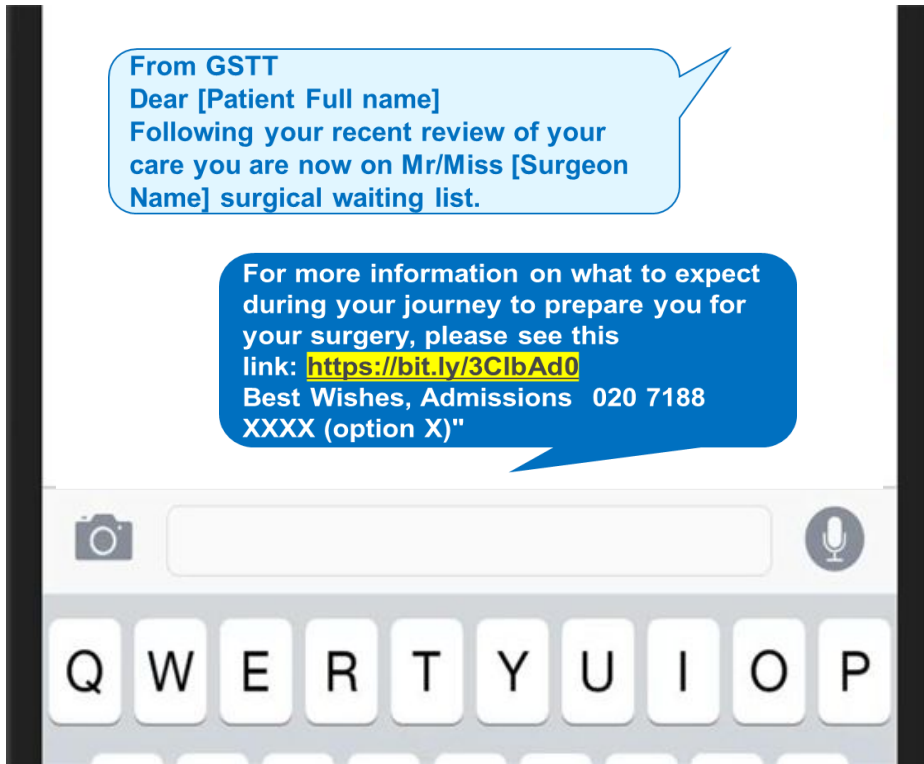 From GSTT
Dear [Patient Full name]
Following your recent review of your
care you are now on Mr/Miss [Surgeon
Name] surgical waiting list.
For more information on what to expect
during your journey to prepare you for
your surgery, please see this
link: https://bit.ly/3CIbAd0
Best Wishes, Admissions 020 7188
XXXX (option X)"
Q W E R T Y U I O P